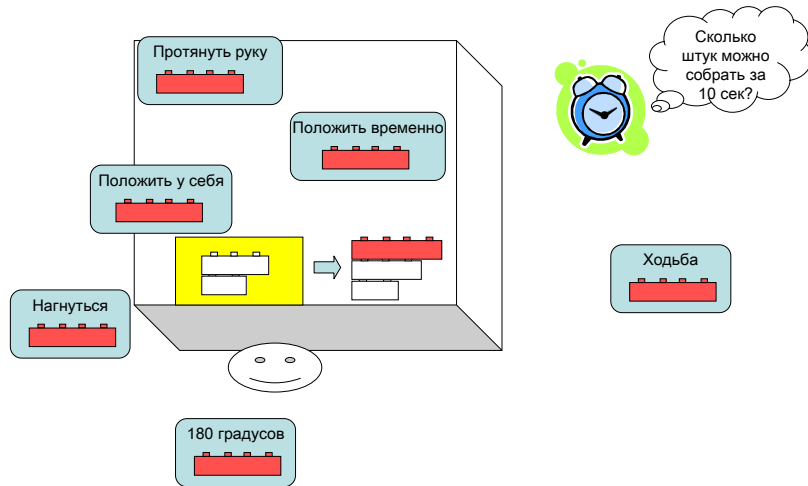 Протянуть руку
Сколько
штук можно
собрать за
10 сек?
Положить временно
Положить у себя
Ходьба
Нагнуться
180 градусов